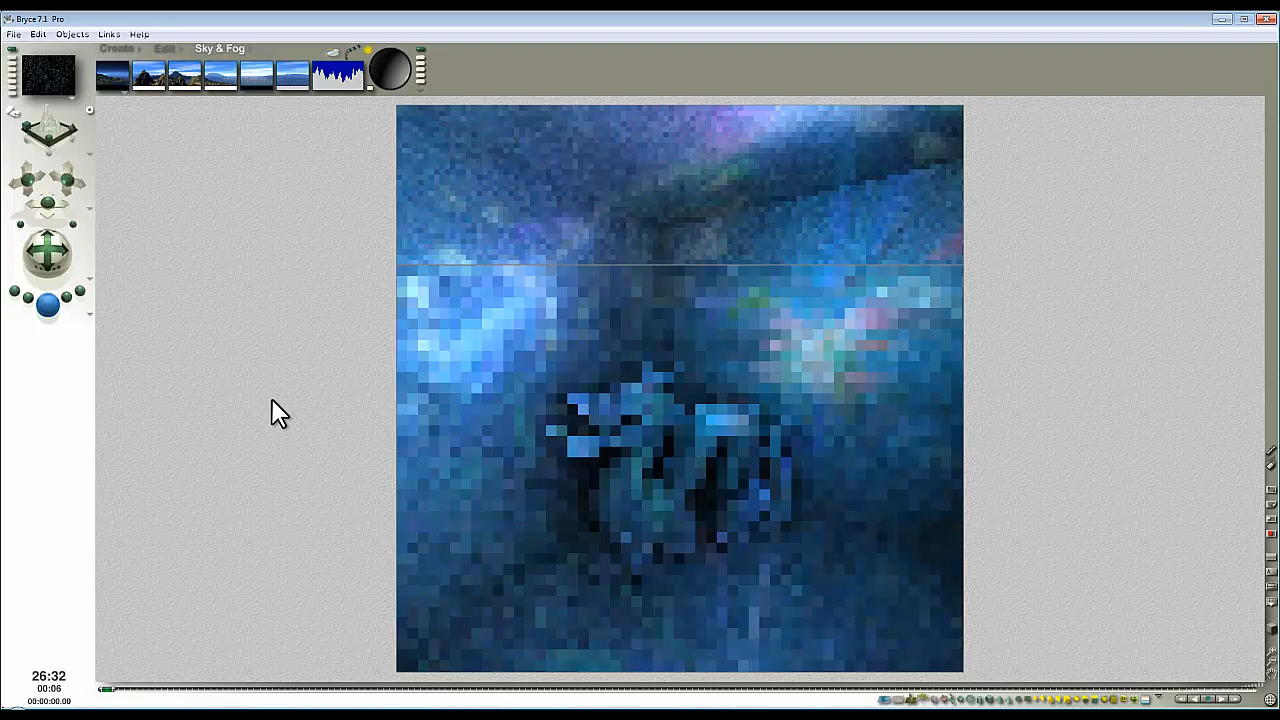 Bryce 7.1 Pro
File Edit Objects Links Help
Create Edit Sky & Fog
26:32
00:06
00:00:00.00